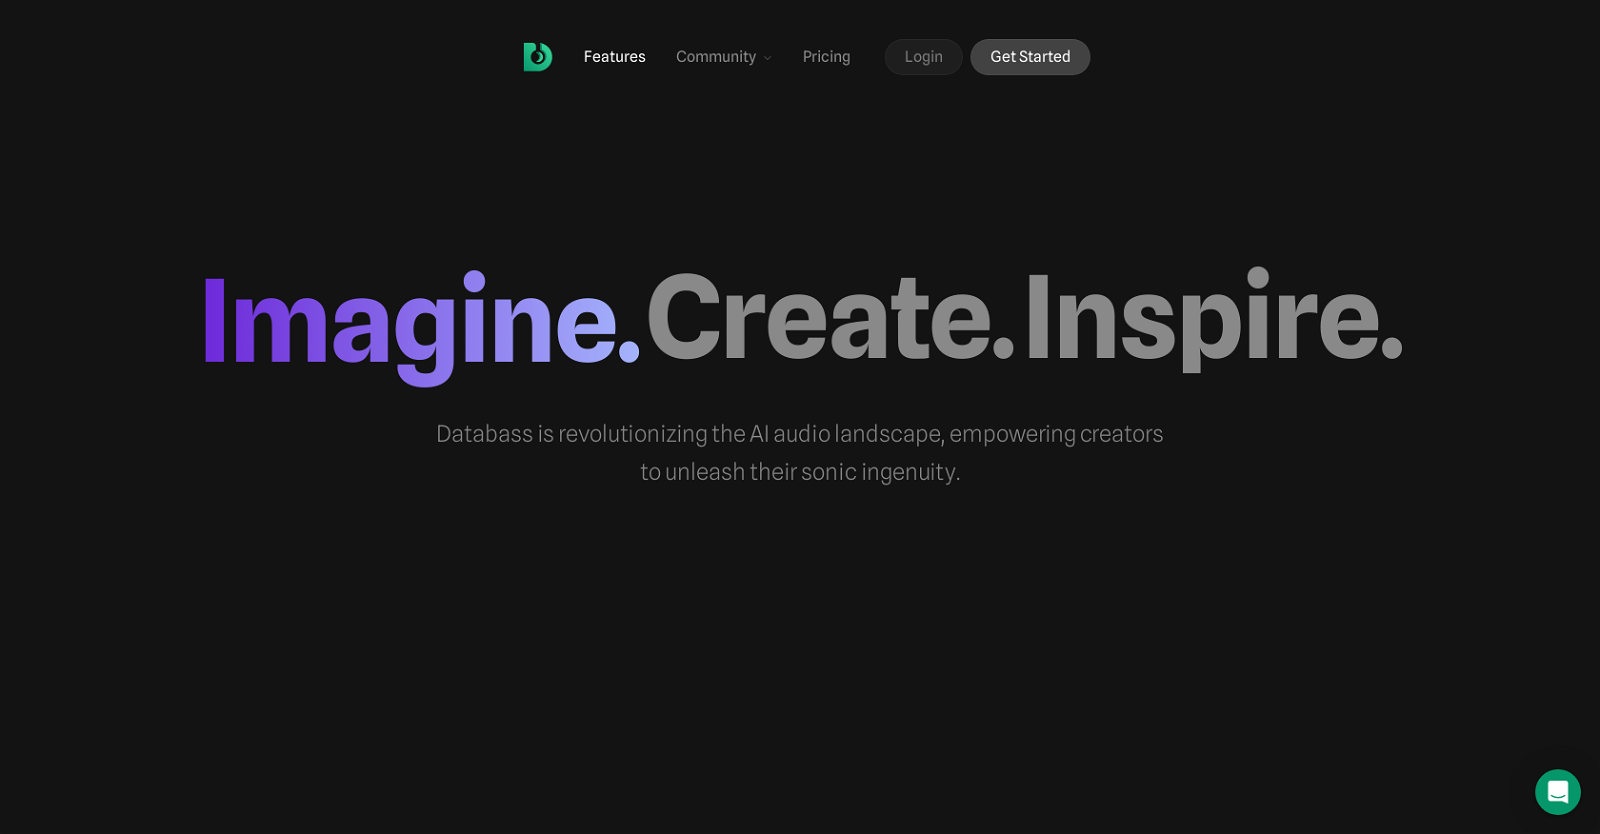 Features Community Pricing Login Get Started
Imagine. Create. Inspire.
Databass is revolutionizing the AI audio landscape, empowering creators
to unleash their sonic ingenuity.